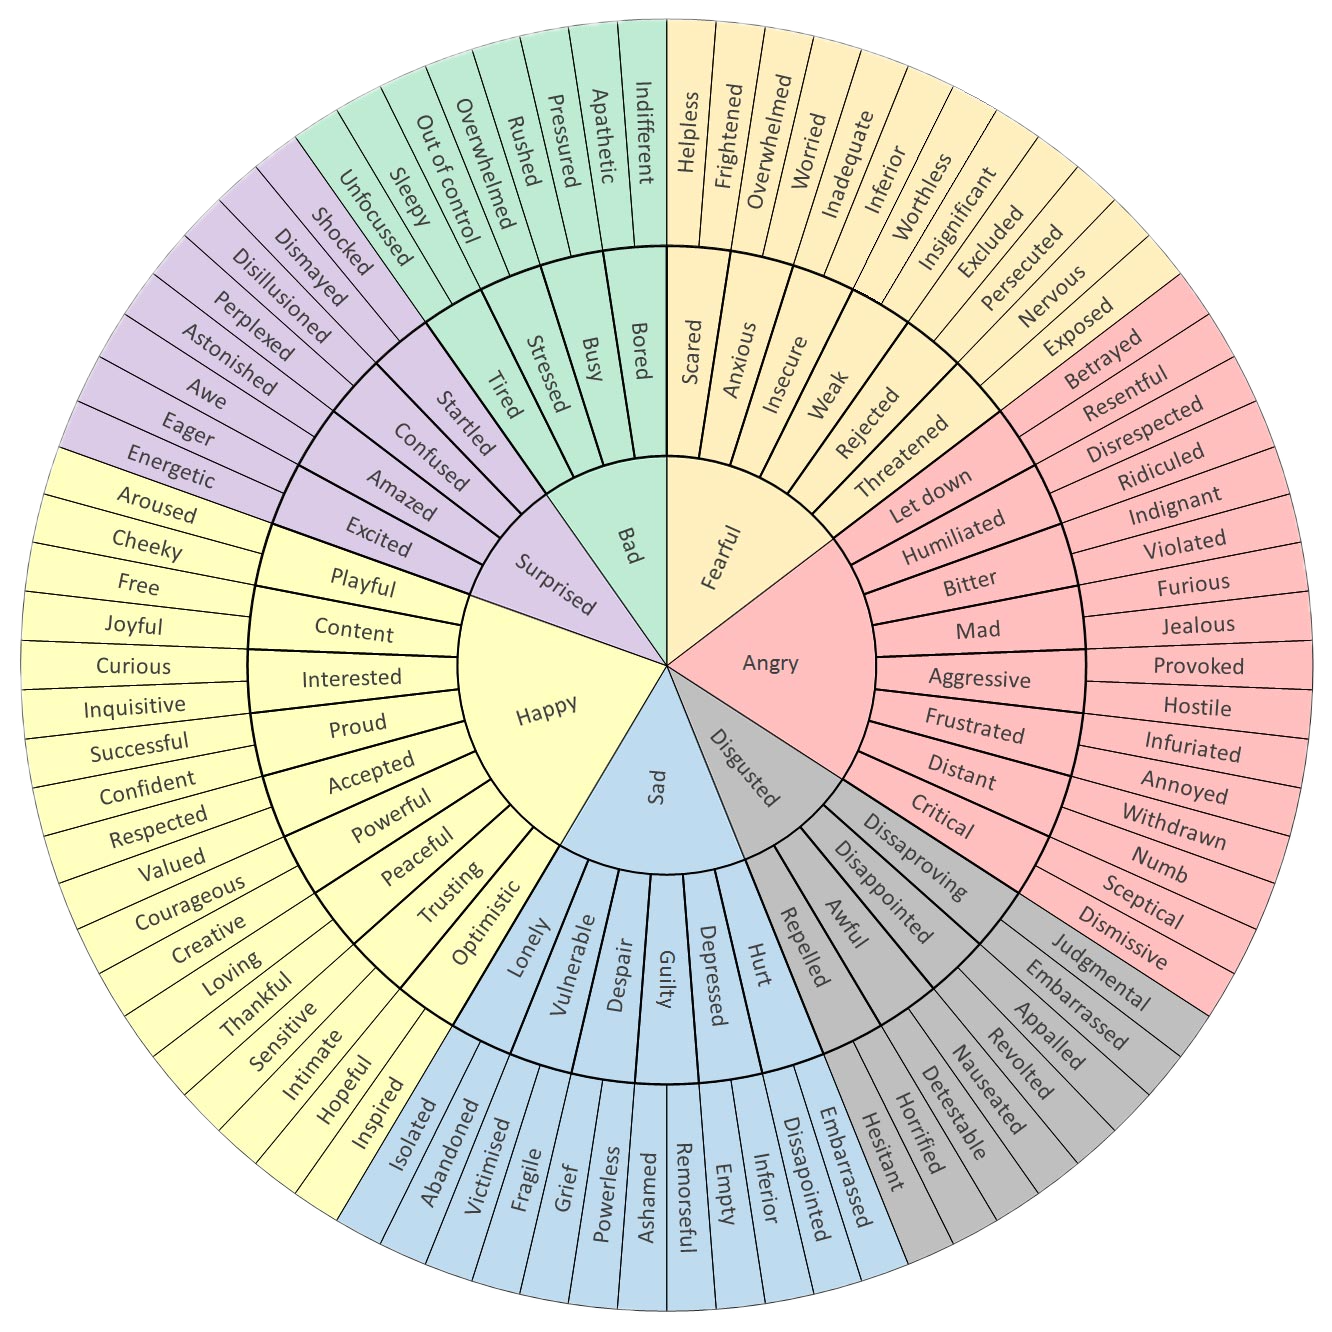 Fearful
Angry
Disgusted
Sad
Happy
Surprised
Bad
Scared
Anxious
Insecure
Weak
Rejected
Threatened
Let down
Humiliated
Bitter
Mad
Aggressive
Frustrated
Distant
Critical
Dissaproving
Disappointed
Awful
Repelled
Hurt
Depressed
Guilty
Despair
Vulnerable
Lonely
Optimistic
Trusting
Peaceful
Powerful
Accepted
Proud
Interested
Content
Playful
Excited
Amazed
Confused
Startled
Tired
Stressed
Busy
Bored
Helpless
Frightened
Overwhelmed
Worried
Inadequate
Inferior
Worthless
Insignificant
Excluded
Persecuted
Nervous
Exposed
Betrayed
Resentful
Disrespected
Ridiculed
Indignant
Violated
Furious
Jealous
Provoked
Hostile
Infuriated
Annoyed
Withdrawn
Numb
Sceptical
Dismissive
Judgmental
Embarrassed
Appalled
Revolted
Nauseated
Detestable
Horrified
Hesitant
Embarrassed
Dissapointed
Inferior
Empty
Remorseful
Ashamed
Powerless
Grief
Fragile
Victimised
Abandoned
Isolated
Inspired
Hopeful
Intimate
Sensitive
Thankful
Loving
Creative
Courageous
Valued
Respected
Confident
Successful
Inquisitive
Curious
Joyful
Free
Cheeky
Aroused
Energetic
Eager
Awe
Astonished
Perplexed
Disillusioned
Dismayed
Shocked
Unfocussed
Sleepy
Out of control
Overwhelmed
Rushed
Pressured
Apathetic
Indifferent